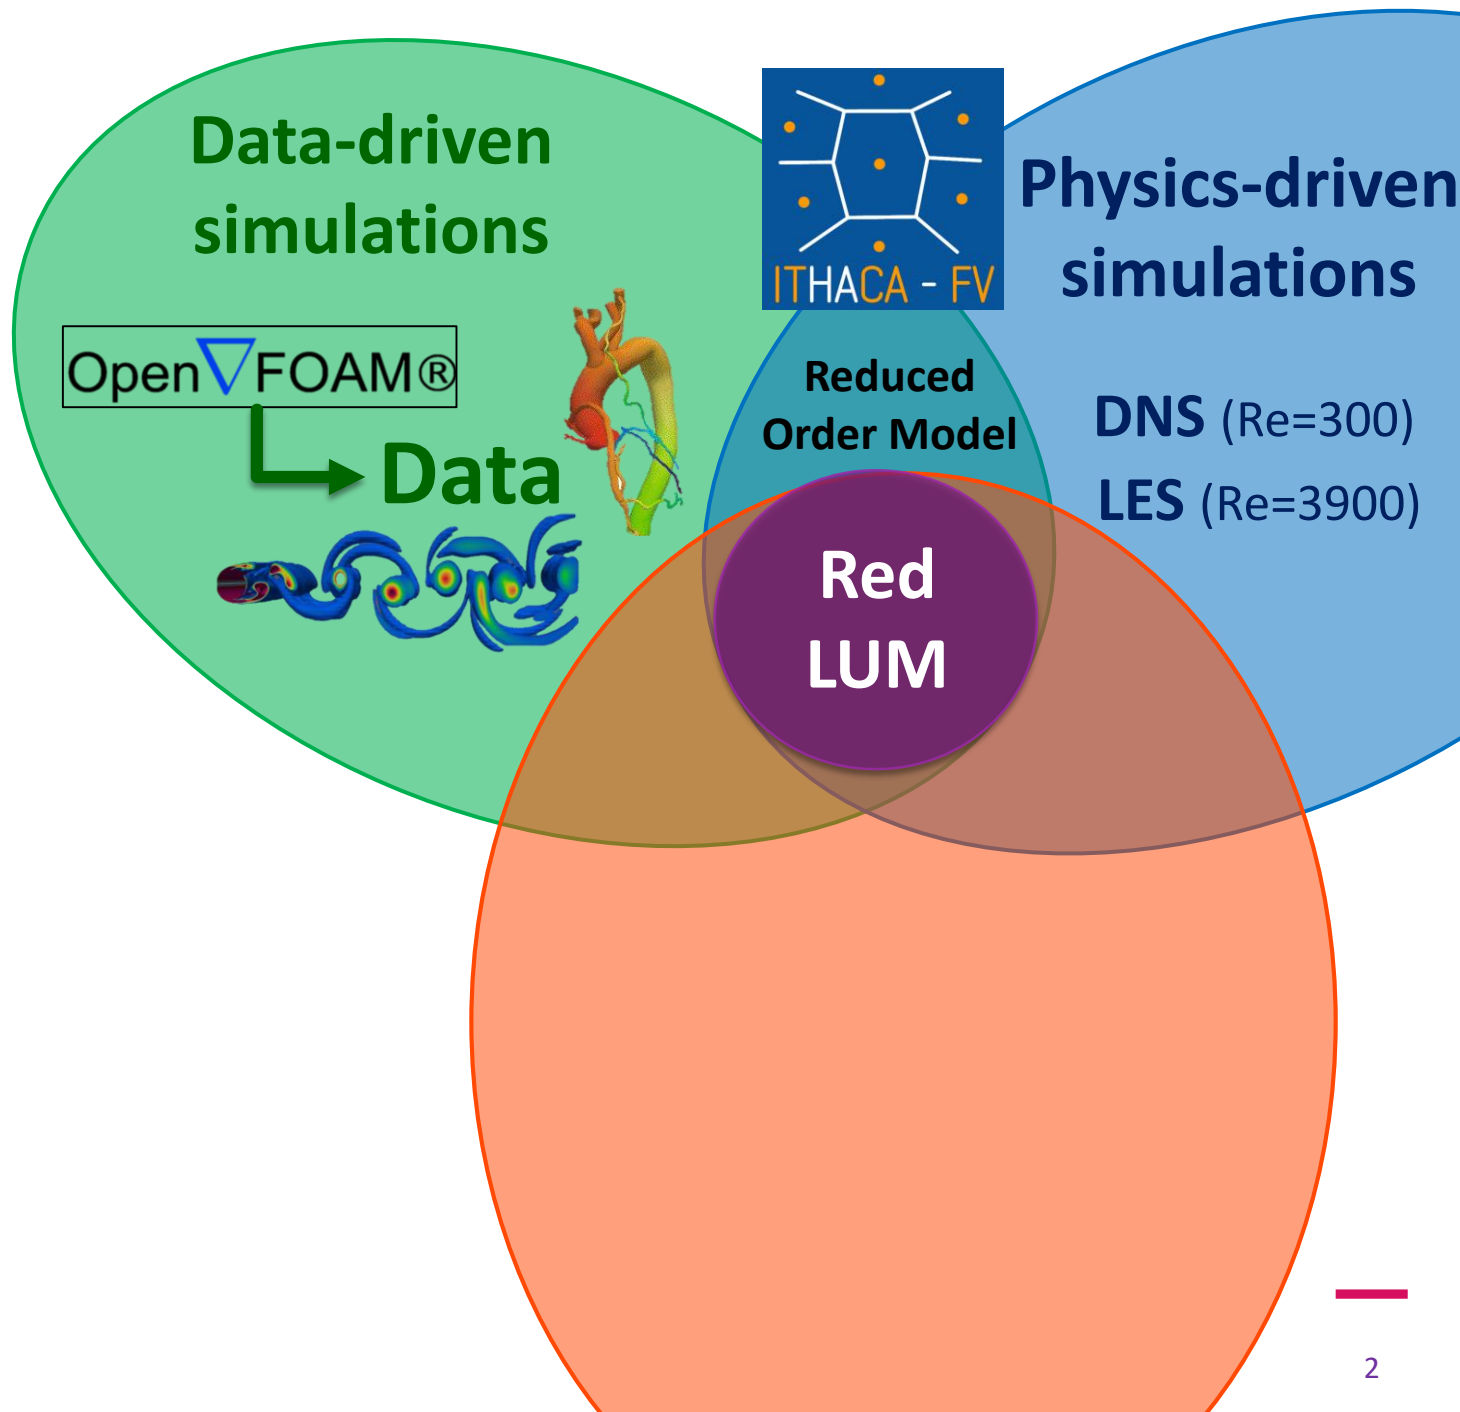 Data-driven
simulations
OpenFOAM®
Data
ITHACA - FV
Reduced
Order Model
Physics-driven
simulations
DNS (Re=300)
LES (Re=3900)
Red
LUM
2